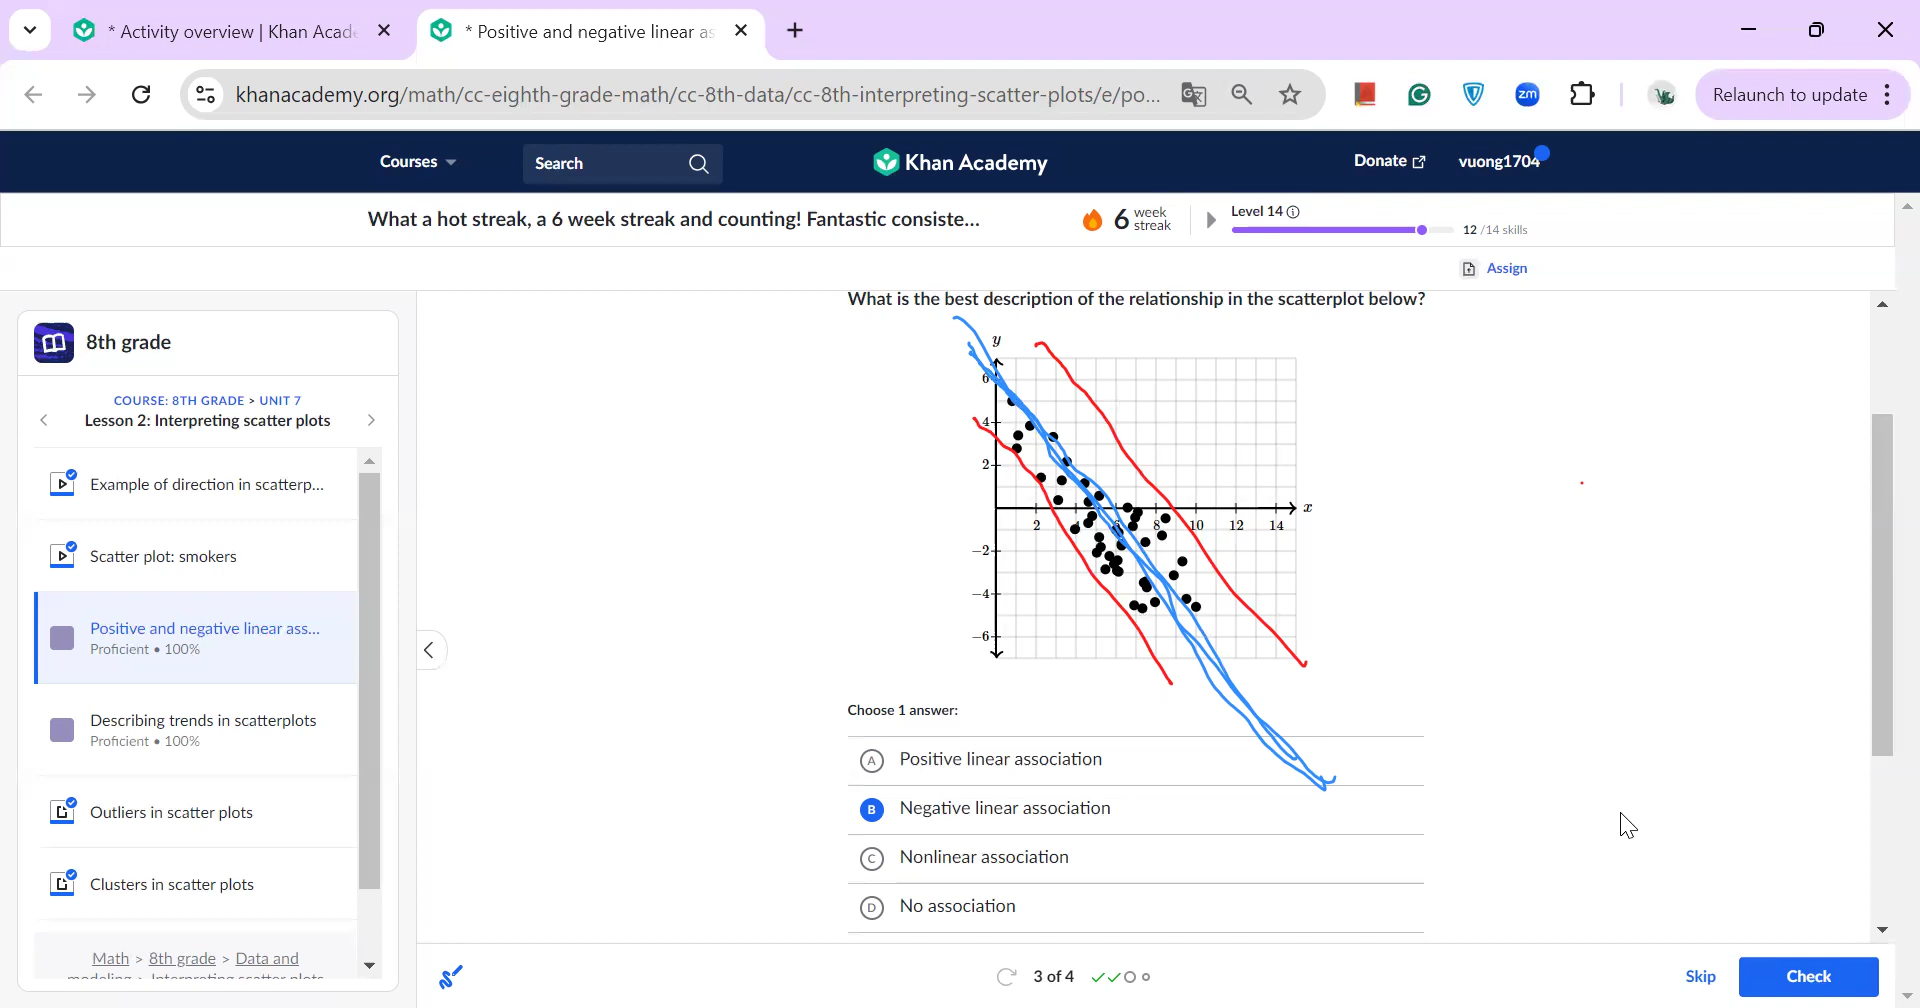 * Activity overview | Khan Acade
* Positive and negative linear as
khanacademy.org/math/cc-eighth-grade-math/cc-8th-data/cc-8th-interpreting-scatter-plots/e/po...
zm
Relaunch to update
Courses
Search
Khan Academy
Donate
vuong1704
What a hot streak, a 6 week streak and counting! Fantastic consiste...
6 week streak
Level 14
12 /14 skills
Assign
8th grade
COURSE: 8TH GRADE > UNIT 7
Lesson 2: Interpreting scatter plots
Example of direction in scatterp...
Scatter plot: smokers
Positive and negative linear ass...
Proficient • 100%
Describing trends in scatterplots
Proficient • 100%
Outliers in scatter plots
Clusters in scatter plots
Math > 8th grade > Data and
modeling > Interpreting scatter plots
What is the best description of the relationship in the scatterplot below?
y
6
4
2
x
2 4 6 8 10 12 14
−2
−4
−6
Choose 1 answer:
A Positive linear association
B Negative linear association
C Nonlinear association
D No association
3 of 4
Skip
Check